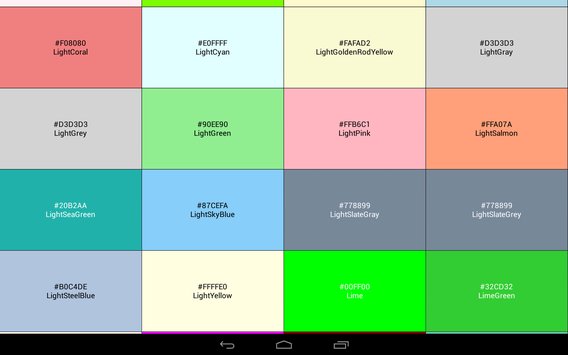 #F08080
LightCoral
#E0FFFF
LightCyan
#FAFAD2
LightGoldenRodYellow
#D3D3D3
LightGray
#D3D3D3
LightGrey
#90EE90
LightGreen
#FFB6C1
LightPink
#FFA07A
LightSalmon
#20B2AA
LightSeaGreen
#87CEFA
LightSkyBlue
#778899
LightSlateGray
#778899
LightSlateGrey
#B0C4DE
LightSteelBlue
#FFFFE0
LightYellow
#00FF00
Lime
#32CD32
LimeGreen